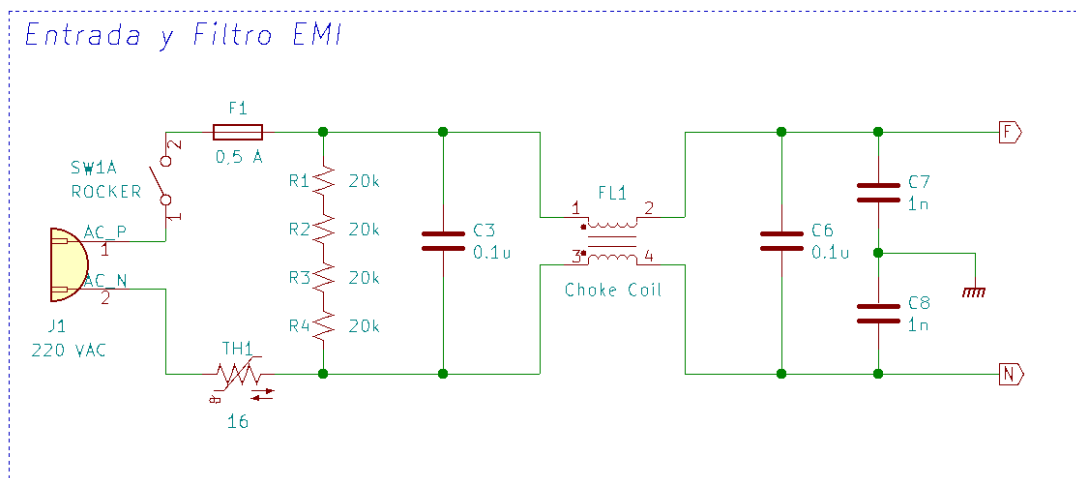 Entrada y Filtro EMI
F1
0,5 A
2
SW1A
ROCKER
1
AC_P
1
AC_N
2
J1
220 VAC
R1 20k
R2 20k
R3 20k
R4 20k
TH1
θ
16
C3
0.1u
FL1
1 2
3 4
Choke Coil
C6
0.1u
C7
1n
C8
1n
F
N